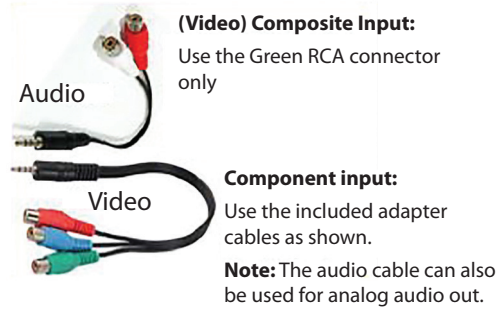 (Video) Composite Input:
Use the Green RCA connector
only
Audio
Video
Component input:
Use the included adapter
cables as shown.
Note: The audio cable can also
be used for analog audio out.